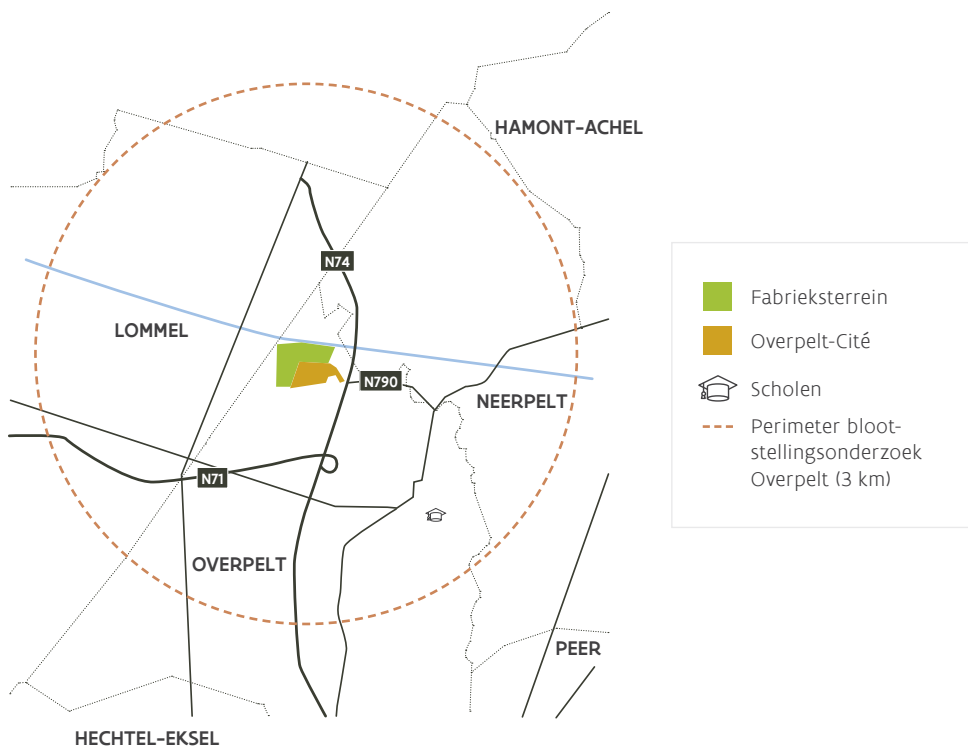 HAMONT-ACHEL
N74
LOMMEL
N790
NEERPELT
N71
OVERPELT
PEER
HECHTEL-EKSEL
Fabrieksterrein
Overpelt-Cité
Scholen
Perimeter bloot-
stellingsonderzoek
Overpelt (3 km)